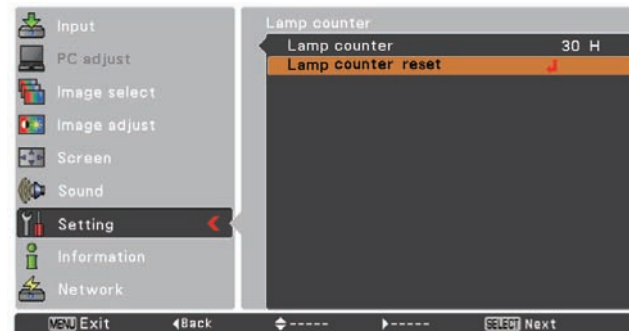 Input
PC adjust
Image select
Image adjust
Screen
Sound
Setting
Information
Network
Lamp counter
Lamp counter 30 H
Lamp counter reset
MENU Exit ◀Back -----  ▶----- SELECT Next